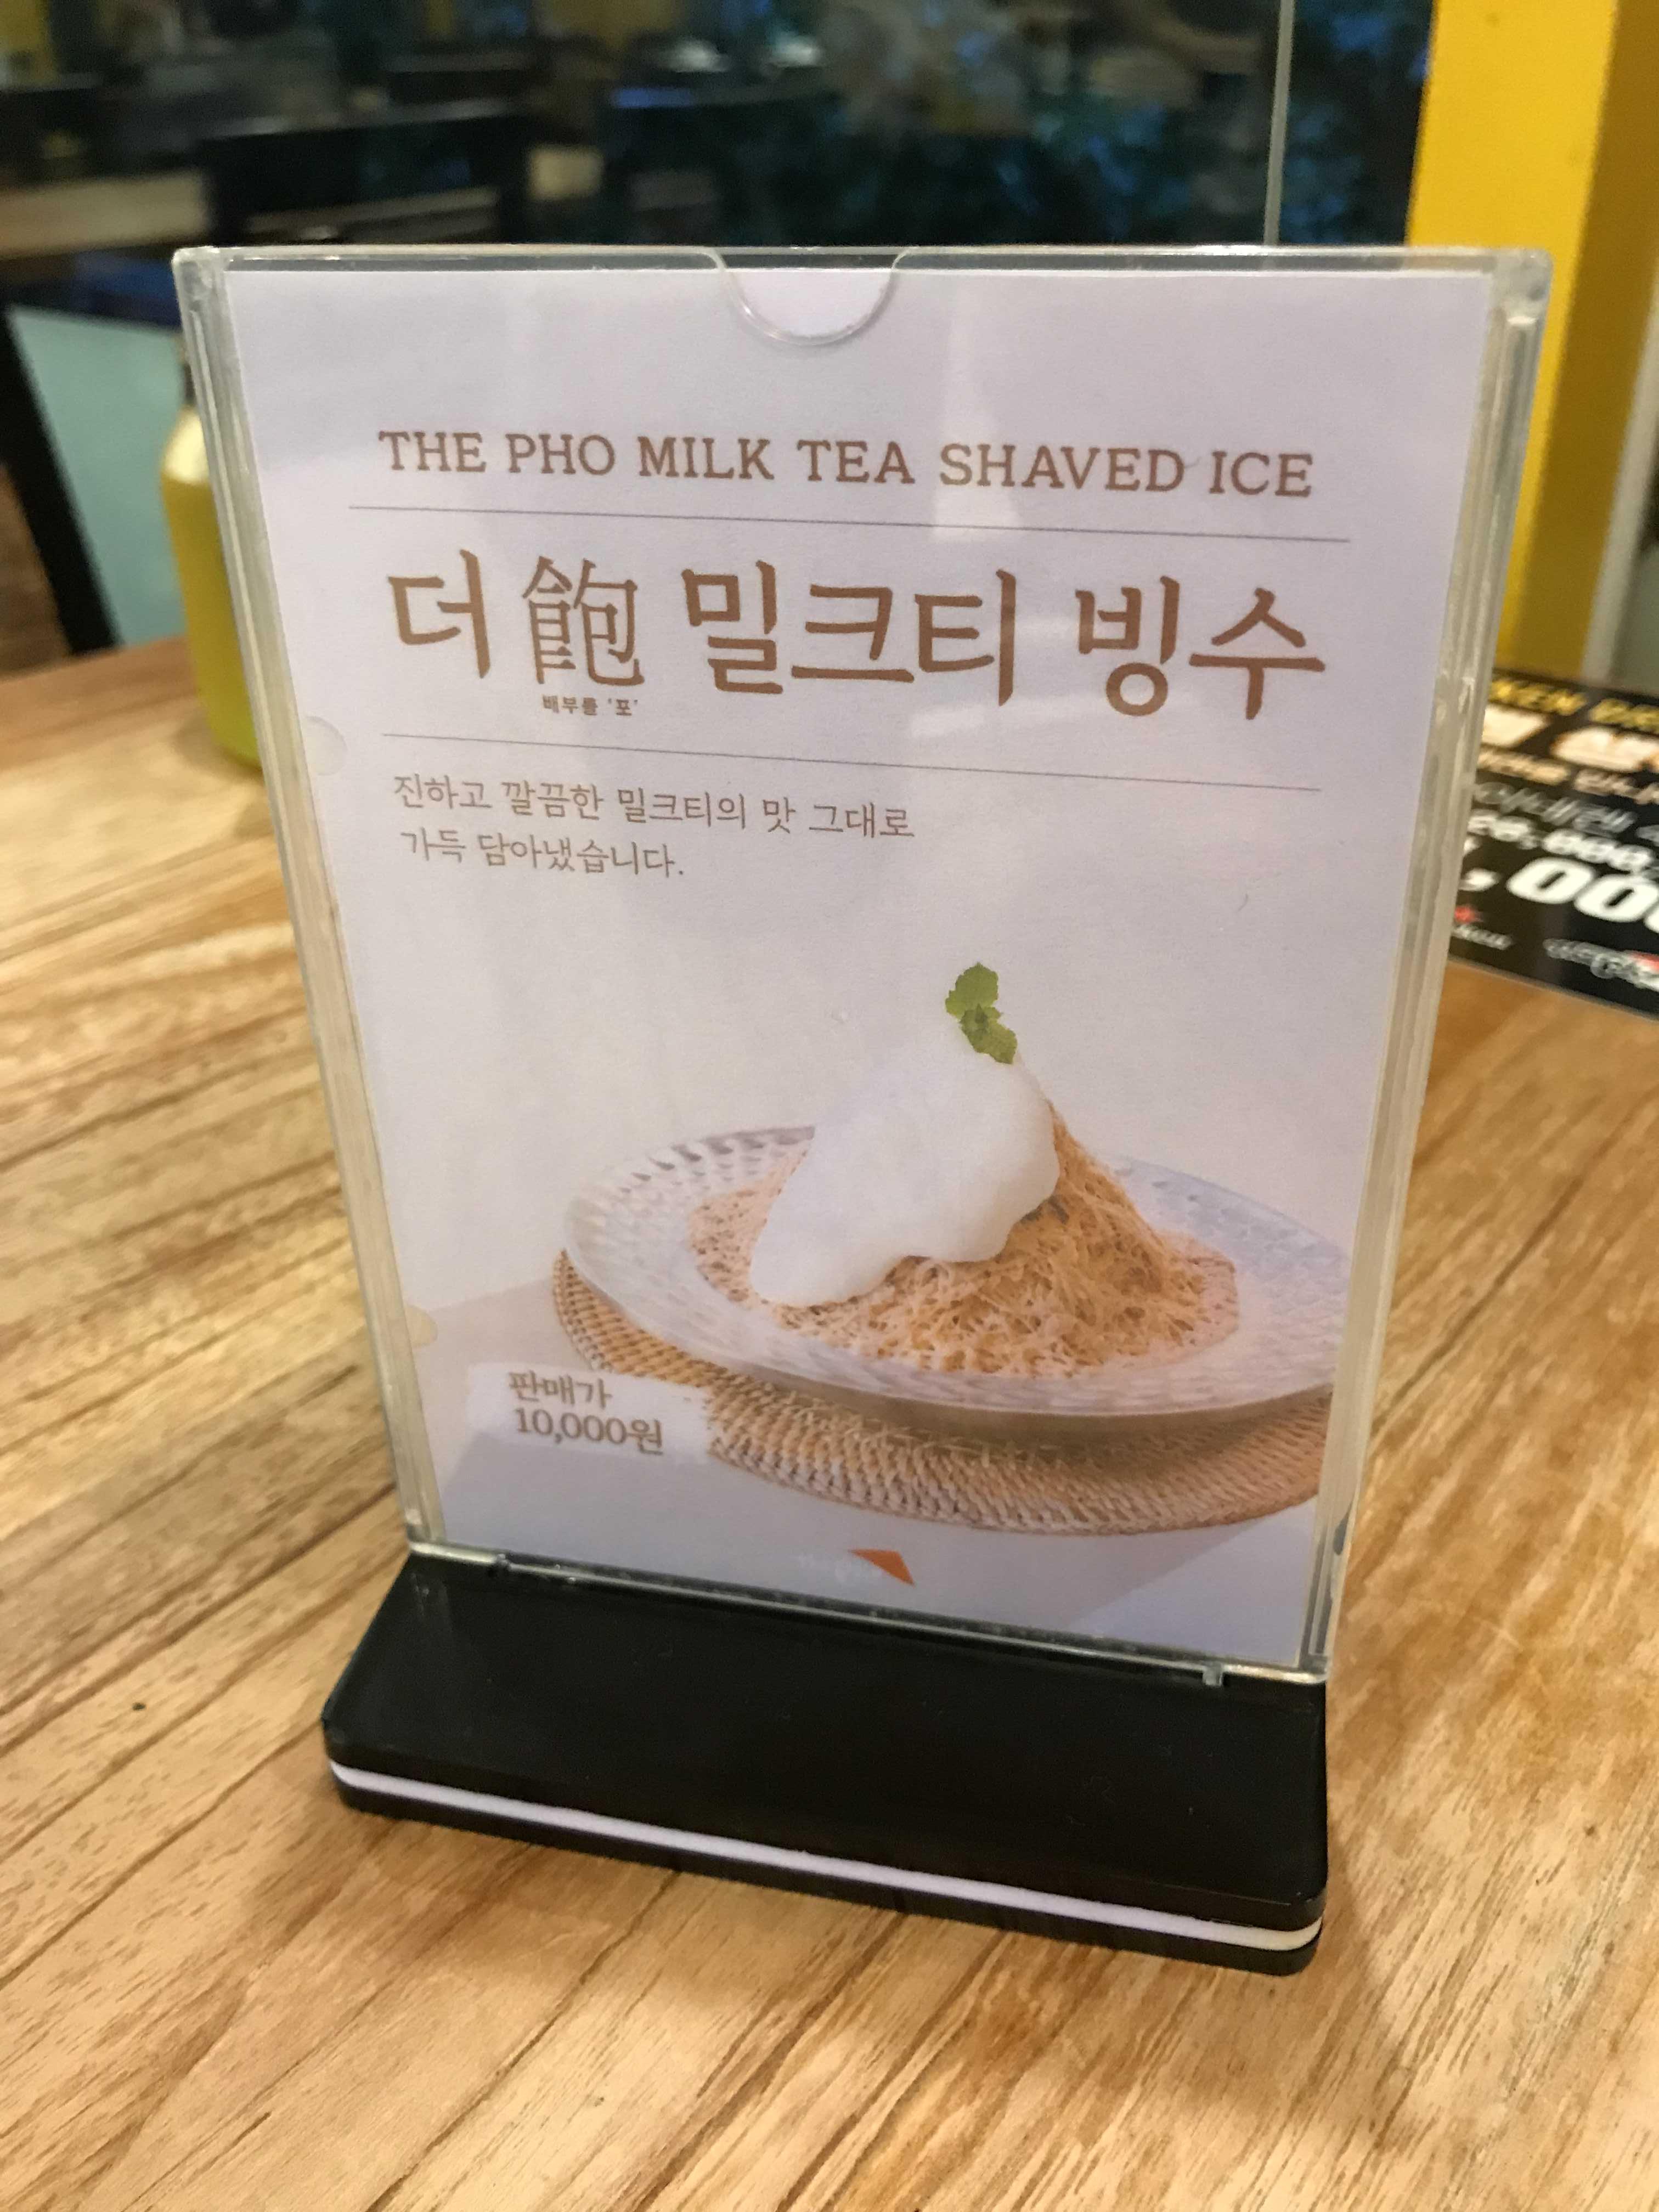 THE PHO MILK TEA SHAVED ICE
더 飽 밀크티 빙수
배부를 '포'
진하고 깔끔한 밀크티의 맛 그대로
가득 담아냈습니다.
판매가
10,000원